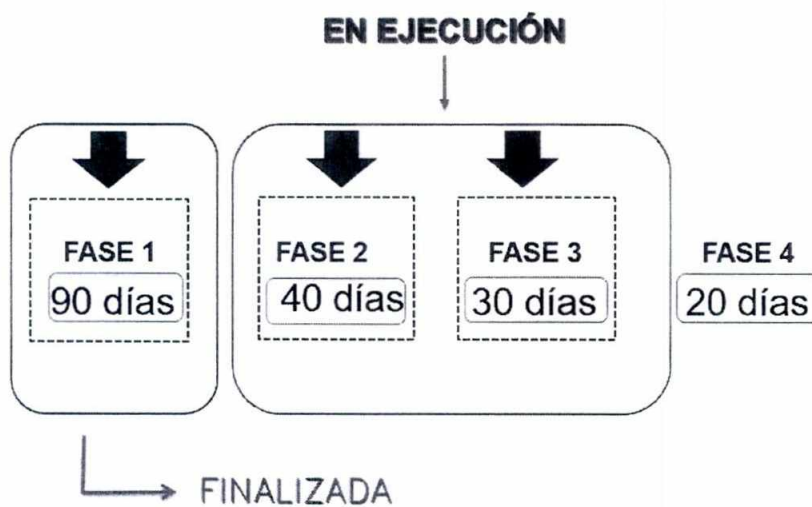 EN EJECUCIÓN
FASE 1
90 días
FASE 2
40 días
FASE 3
30 días
FASE 4
20 días
FINALIZADA